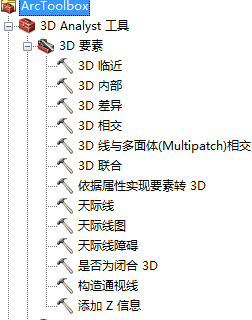 ArcToolbox
3D Analyst 工具
3D 要素
3D 临近
3D 内部
3D 差异
3D 相交
3D 线与多面体(Multipatch)相交
3D 联合
依据属性实现要素转 3D
天际线
天际线图
天际线障碍
是否为闭合 3D
构造通视线
添加 Z 信息